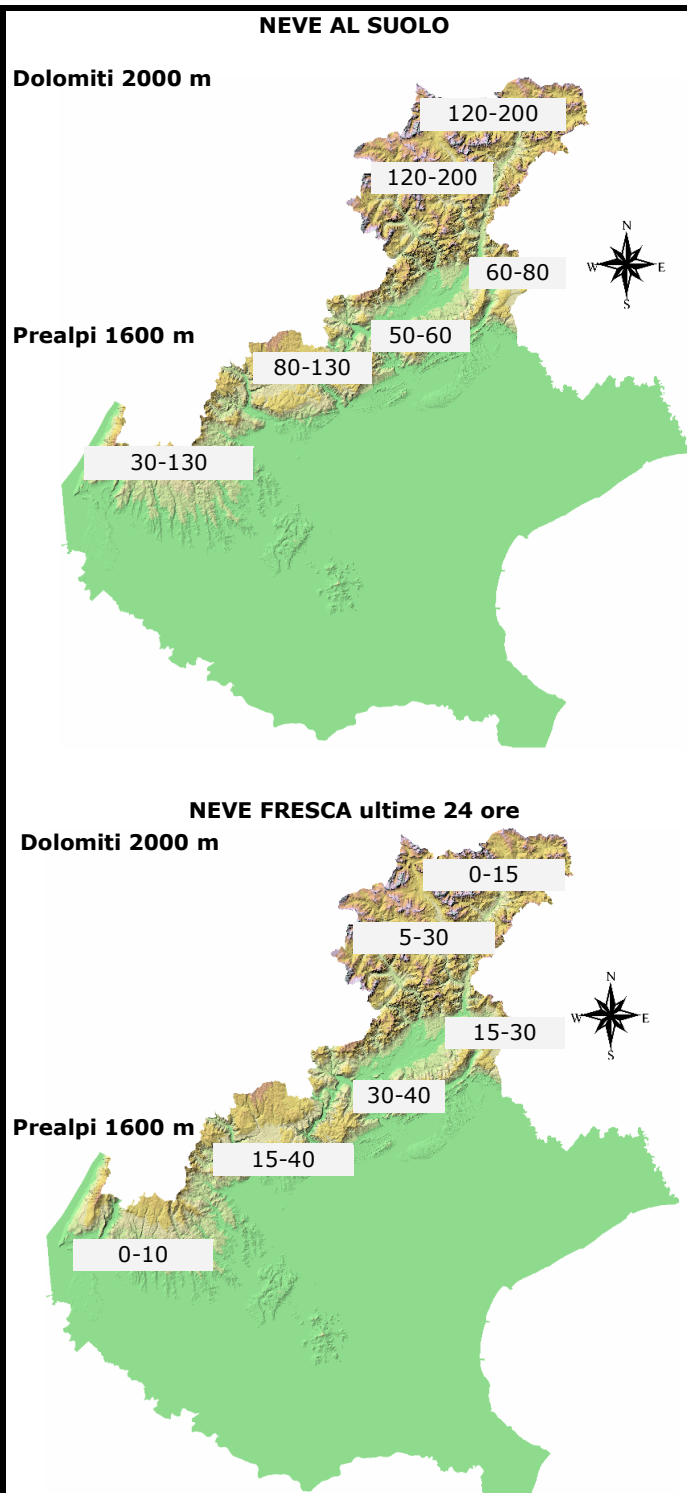 NEVE AL SUOLO
Dolomiti 2000 m
120-200
120-200
N
W E
S
60-80
Prealpi 1600 m
50-60
80-130
30-130
NEVE FRESCA ultime 24 ore
Dolomiti 2000 m
0-15
5-30
N
W E
S
15-30
30-40
Prealpi 1600 m
15-40
0-10